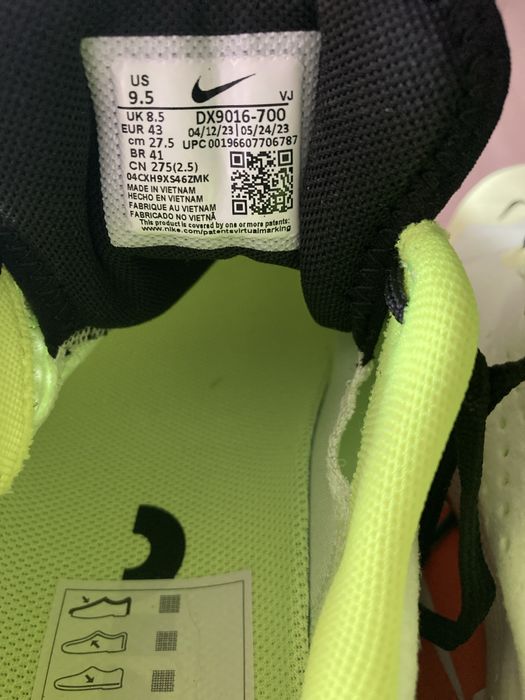 US
9.5
VJ
UK 8.5
DX9016-700
EUR 43
04/12/23 | 05/24/23
cm 27.5
UPC 00196607706787
BR 41
CN 275(2.5)
04CXH9XS46ZMK
MADE IN VIETNAM
HECHO EN VIETNAM
FABRIQUE AU VIETNAM
FABRICADO NO VIETNÃ
This product is covered by one or more patents:
www.nike.com/patentsvirtualmarking